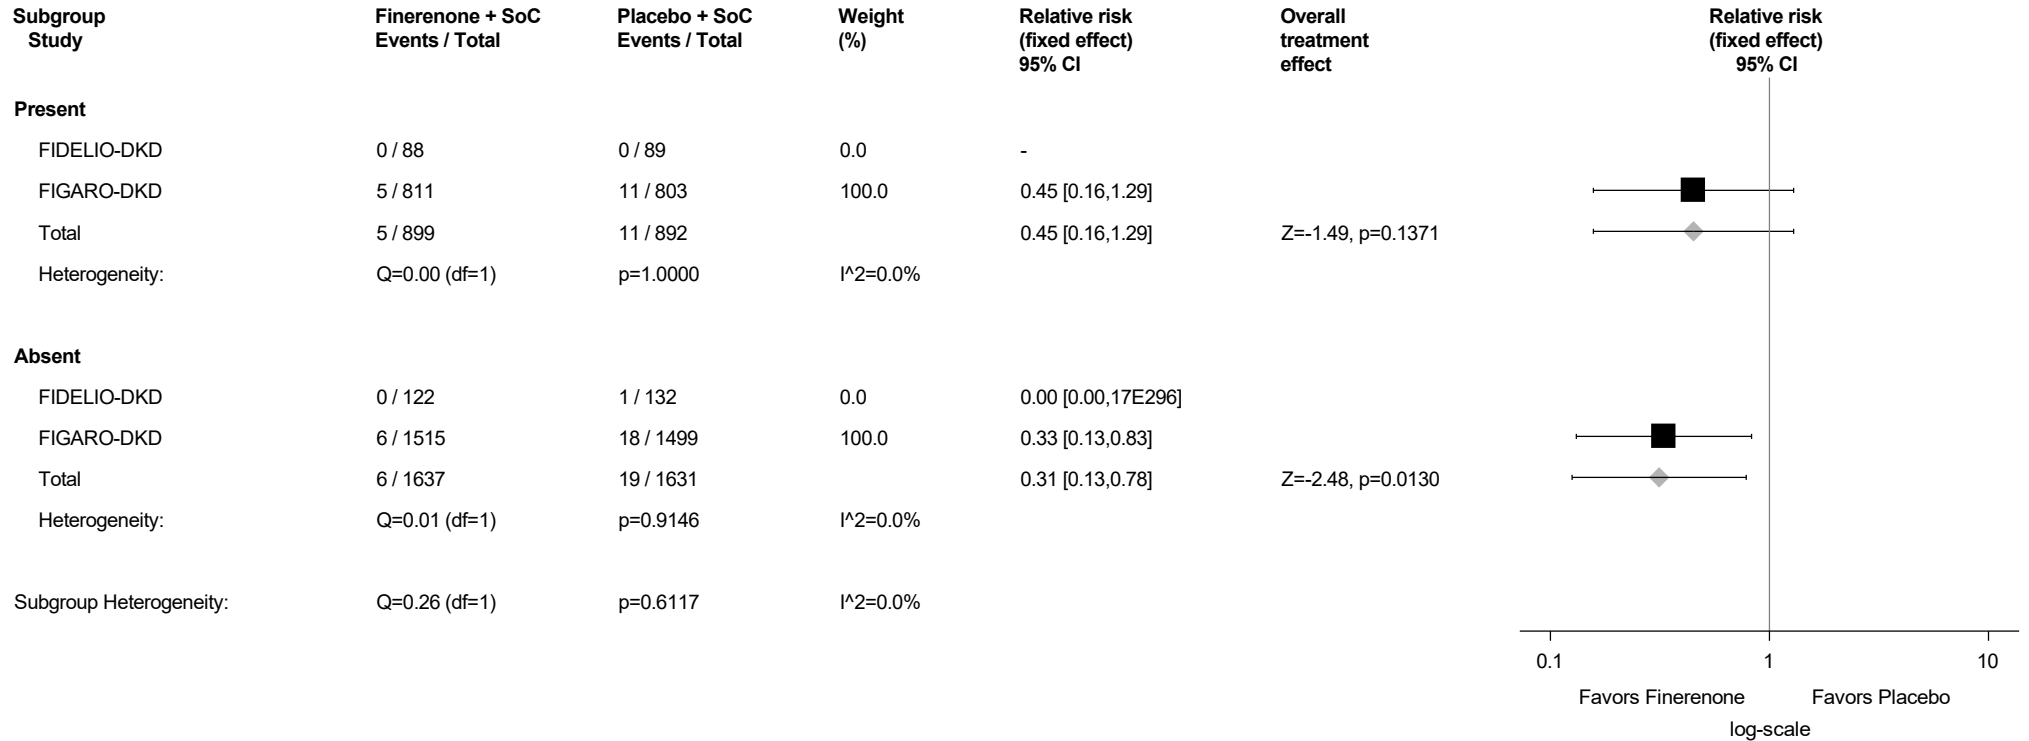 Subgroup Finerenone + SoC Placebo + SoC Weight Relative risk Overall Relative risk
Study Events / Total Events / Total (%) (fixed effect) treatment (fixed effect)
95% CI effect 95% CI
Present
FIDELIO-DKD 0 / 88 0 / 89 0.0 -
FIGARO-DKD 5 / 811 11 / 803 100.0 0.45 [0.16,1.29]
Total 5 / 899 11 / 892 0.45 [0.16,1.29] Z=-1.49, p=0.1371
Heterogeneity: Q=0.00 (df=1) p=1.0000 I^2=0.0%
Absent
FIDELIO-DKD 0 / 122 1 / 132 0.0 0.00 [0.00,17E296]
FIGARO-DKD 6 / 1515 18 / 1499 100.0 0.33 [0.13,0.83]
Total 6 / 1637 19 / 1631 0.31 [0.13,0.78] Z=-2.48, p=0.0130
Heterogeneity: Q=0.01 (df=1) p=0.9146 I^2=0.0%
Subgroup Heterogeneity: Q=0.26 (df=1) p=0.6117 I^2=0.0%
0.1 1 10
Favors Finerenone Favors Placebo
log-scale